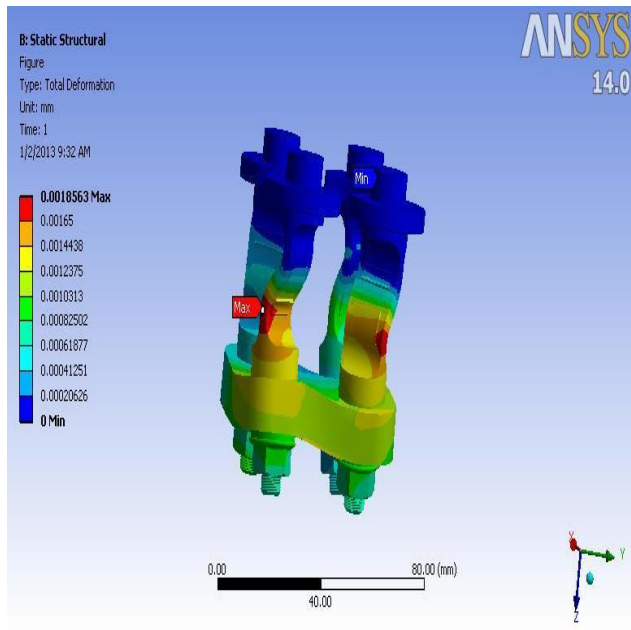 B: Static Structural
Figure
Type: Total Deformation
Unit: mm
Time: 1
1/2/2013 9:32 AM
ANSYS
14.0
0.0018563 Max
0.00165
0.0014438
0.0012375
0.0010313
0.00082502
0.00061877
0.00041251
0.00020626
0 Min
Min
Max
0.00
80.00 (mm)
40.00
X
Y
Z